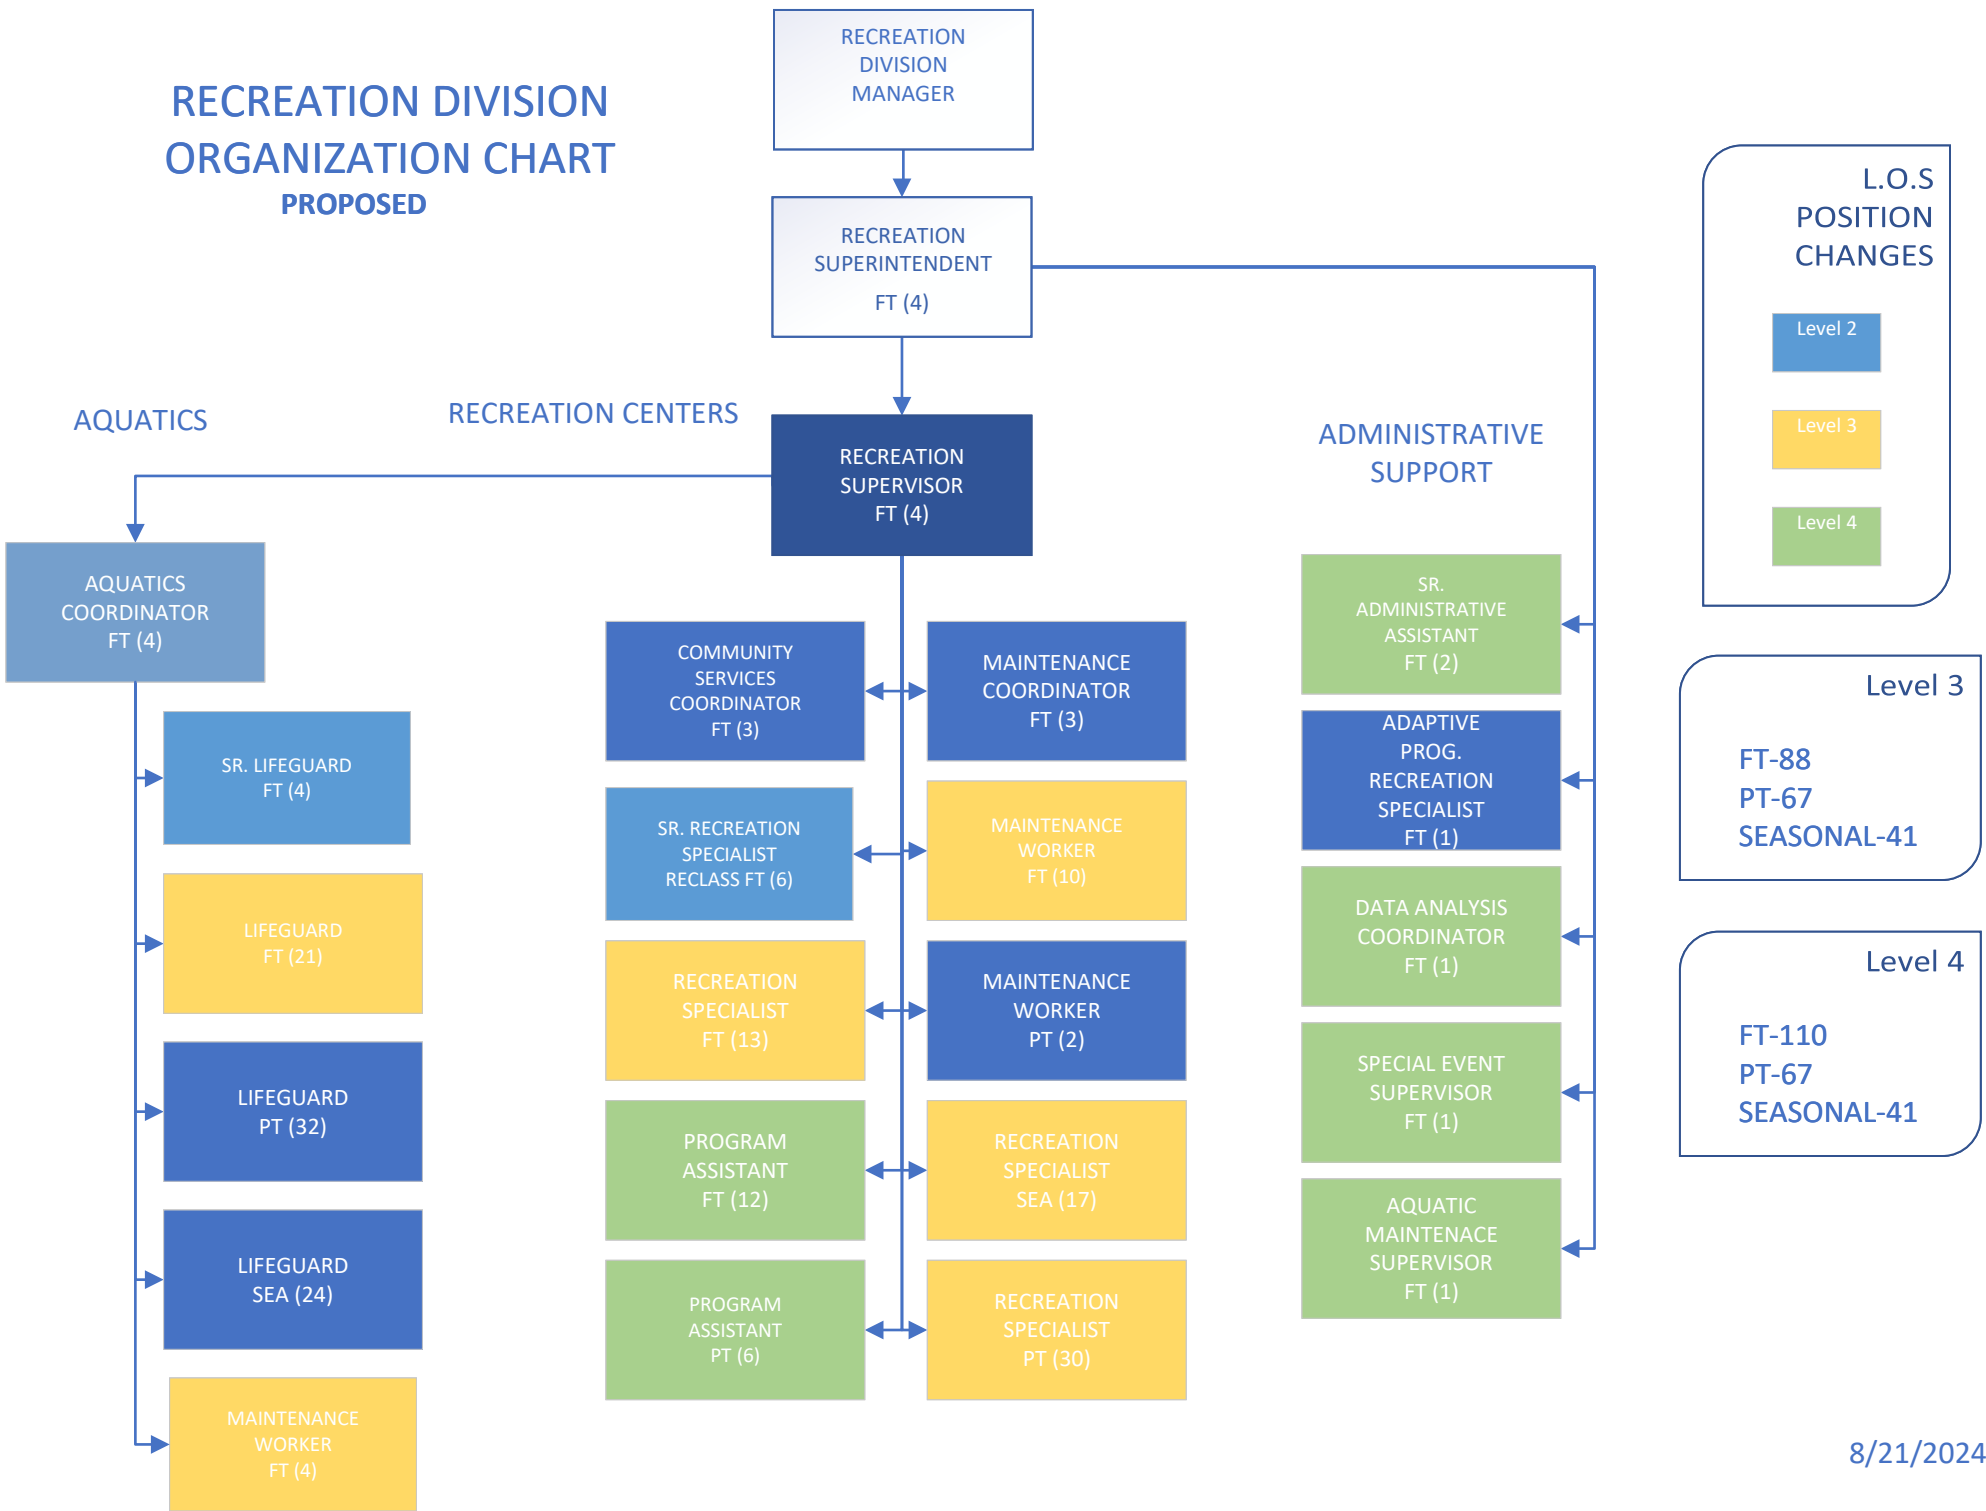 RECREATION DIVISION
ORGANIZATION CHART
PROPOSED
RECREATION
DIVISION
MANAGER
RECREATION
SUPERINTENDENT
FT (4)
AQUATICS
RECREATION CENTERS
RECREATION
SUPERVISOR
FT (4)
ADMINISTRATIVE
SUPPORT
AQUATICS
COORDINATOR
FT (4)
SR. LIFEGUARD
FT (4)
LIFEGUARD
FT (21)
LIFEGUARD
PT (32)
LIFEGUARD
SEA (24)
MAINTENANCE
WORKER
FT (4)
COMMUNITY
SERVICES
COORDINATOR
FT (3)
MAINTENANCE
COORDINATOR
FT (3)
SR. RECREATION
SPECIALIST
RECLASS FT (6)
MAINTENANCE
WORKER
FT (10)
RECREATION
SPECIALIST
FT (13)
MAINTENANCE
WORKER
PT (2)
PROGRAM
ASSISTANT
FT (12)
RECREATION
SPECIALIST
SEA (17)
PROGRAM
ASSISTANT
PT (6)
RECREATION
SPECIALIST
PT (30)
SR.
ADMINISTRATIVE
ASSISTANT
FT (2)
ADAPTIVE
PROG.
RECREATION
SPECIALIST
FT (1)
DATA ANALYSIS
COORDINATOR
FT (1)
SPECIAL EVENT
SUPERVISOR
FT (1)
AQUATIC
MAINTENACE
SUPERVISOR
FT (1)
L.O.S
POSITION
CHANGES
Level 2
Level 3
Level 4
Level 3
FT-88
PT-67
SEASONAL-41
Level 4
FT-110
PT-67
SEASONAL-41
8/21/2024